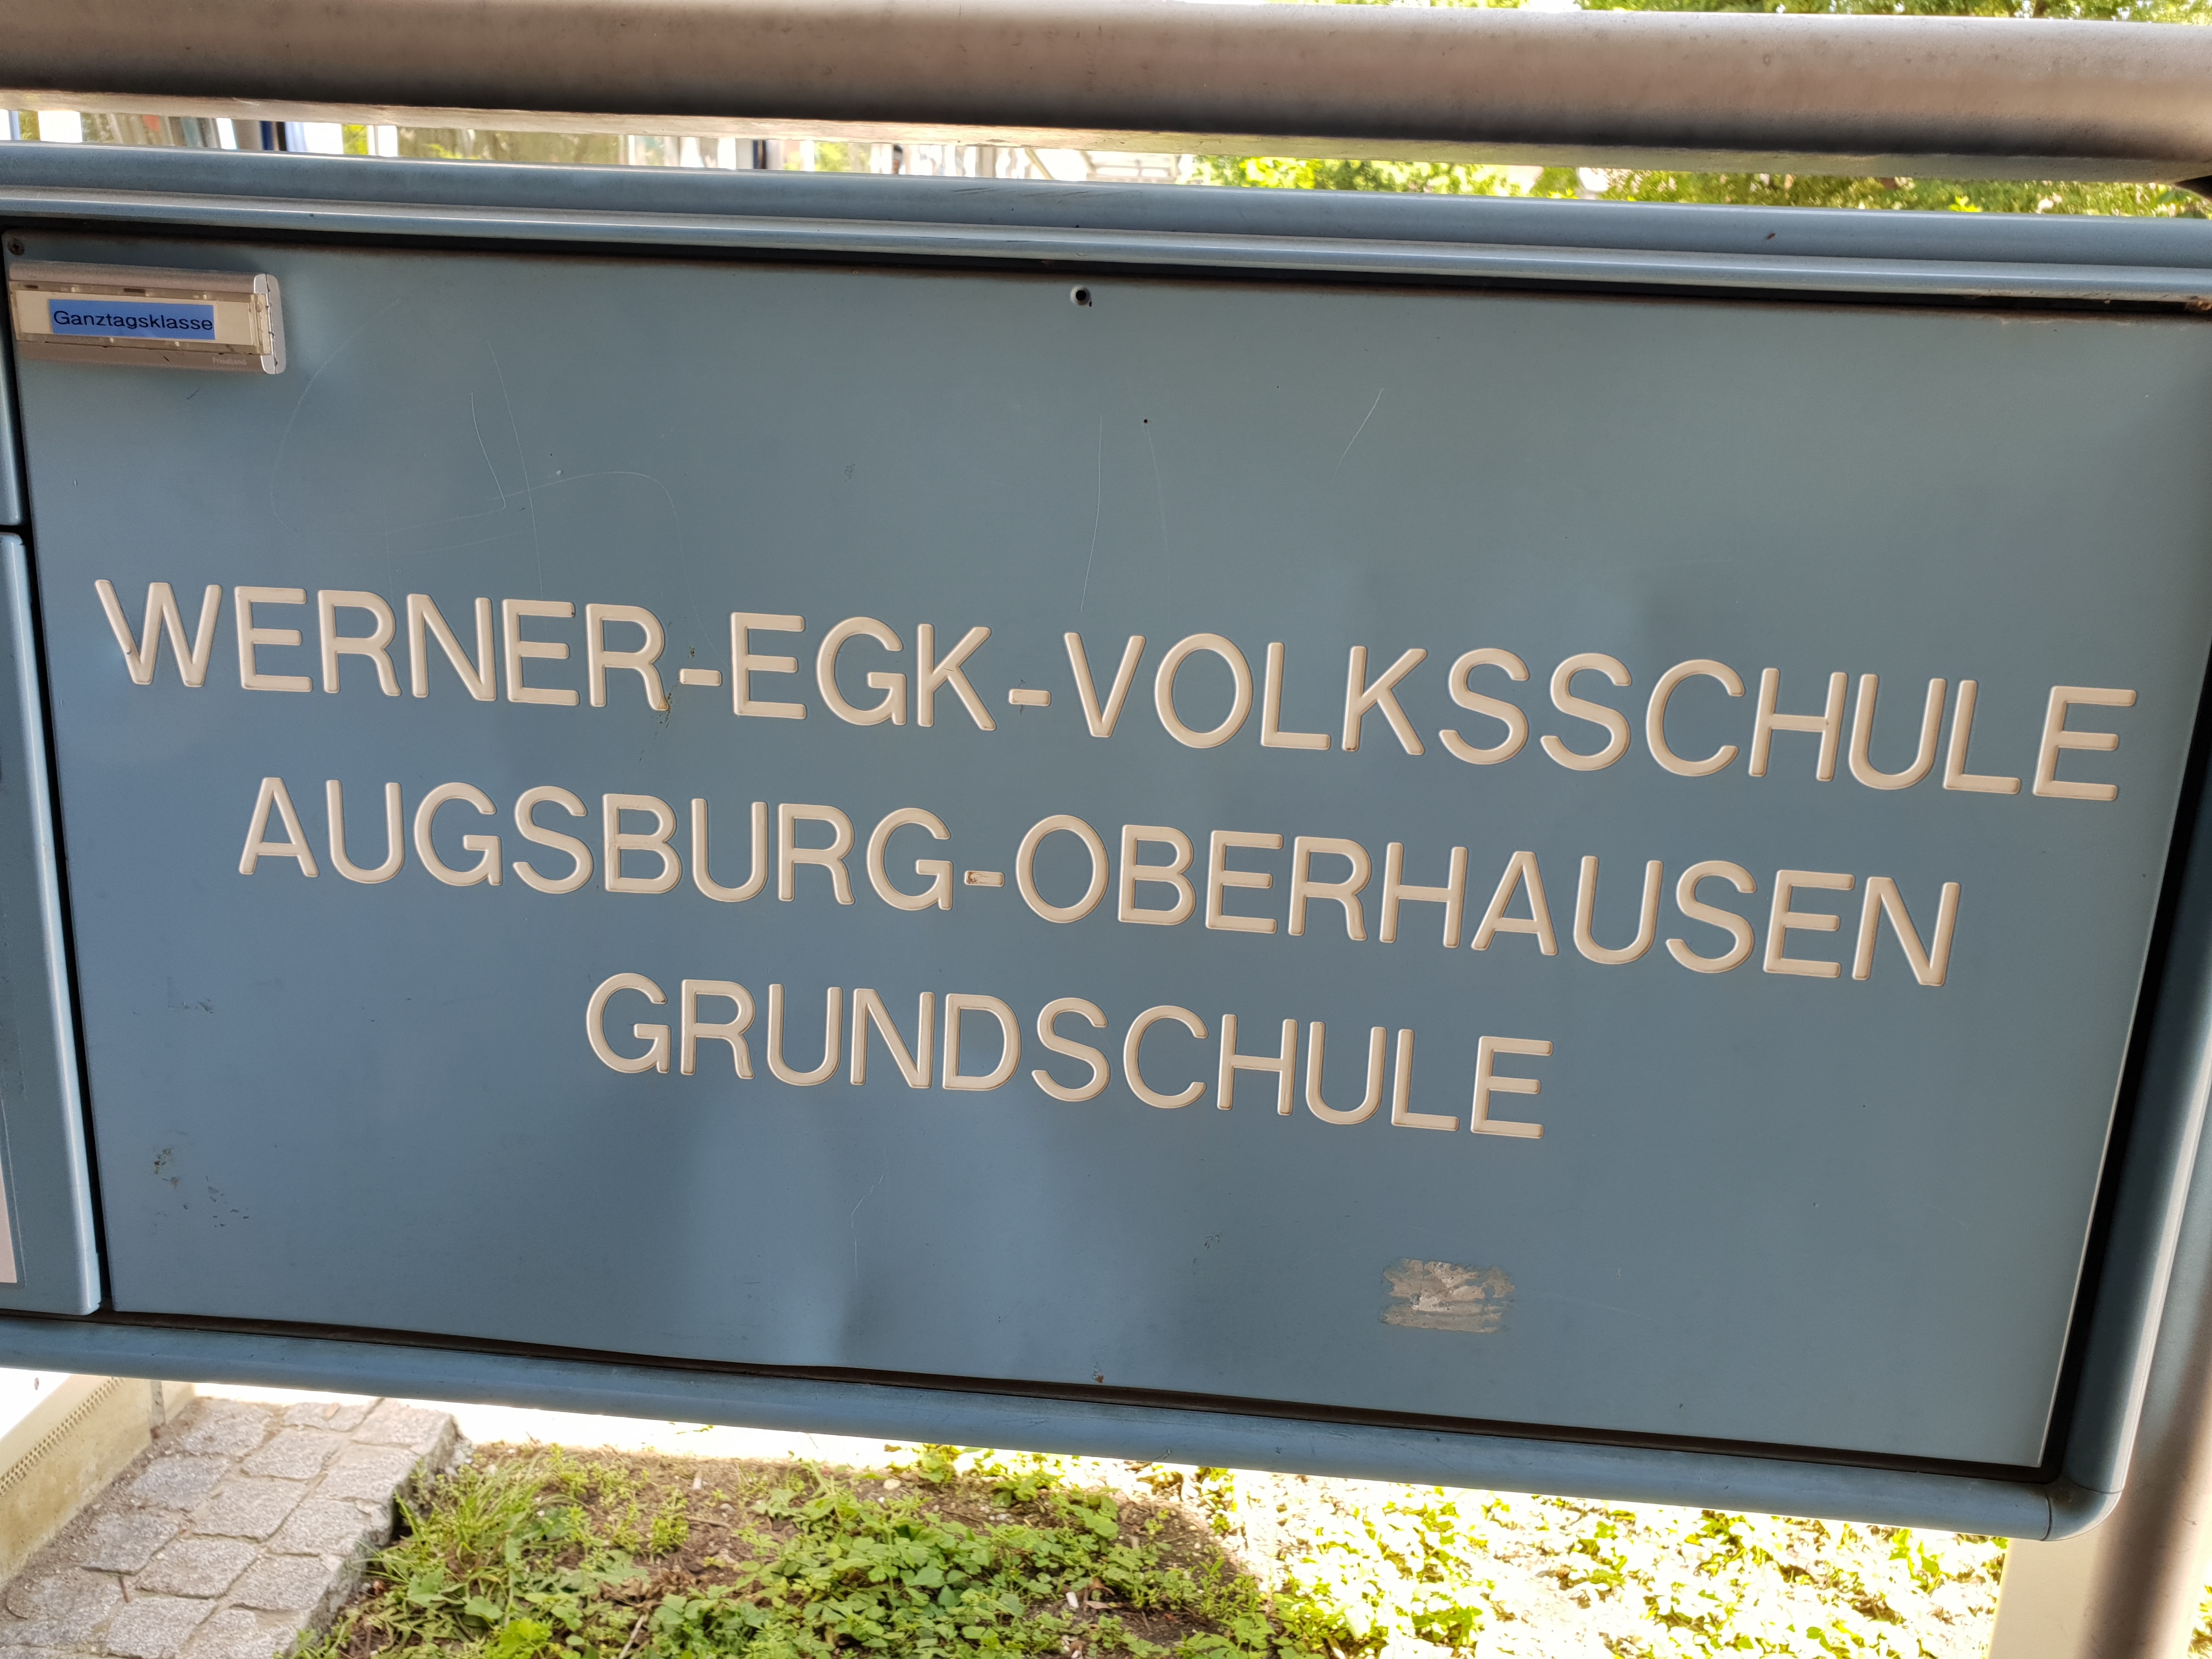 Ganztagsklasse
WERNER-EGK-VOLKSSCHULE
AUGSBURG-OBERHAUSEN
GRUNDSCHULE